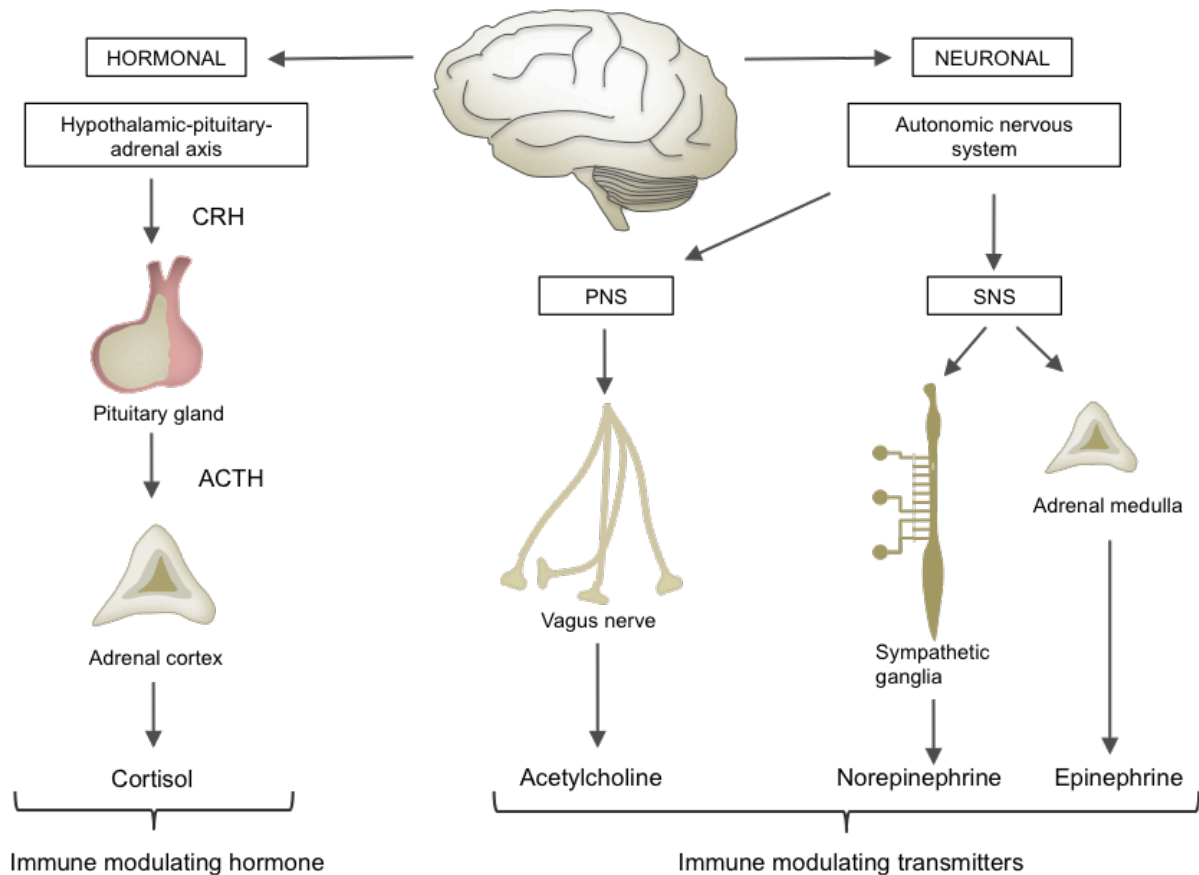 HORMONAL
NEURONAL
Hypothalamic-pituitary-
adrenal axis
Autonomic nervous
system
CRH
PNS
SNS
Pituitary gland
ACTH
Adrenal medulla
Vagus nerve
Adrenal cortex
Sympathetic
ganglia
Cortisol
Acetylcholine
Norepinephrine
Epinephrine
Immune modulating hormone
Immune modulating transmitters